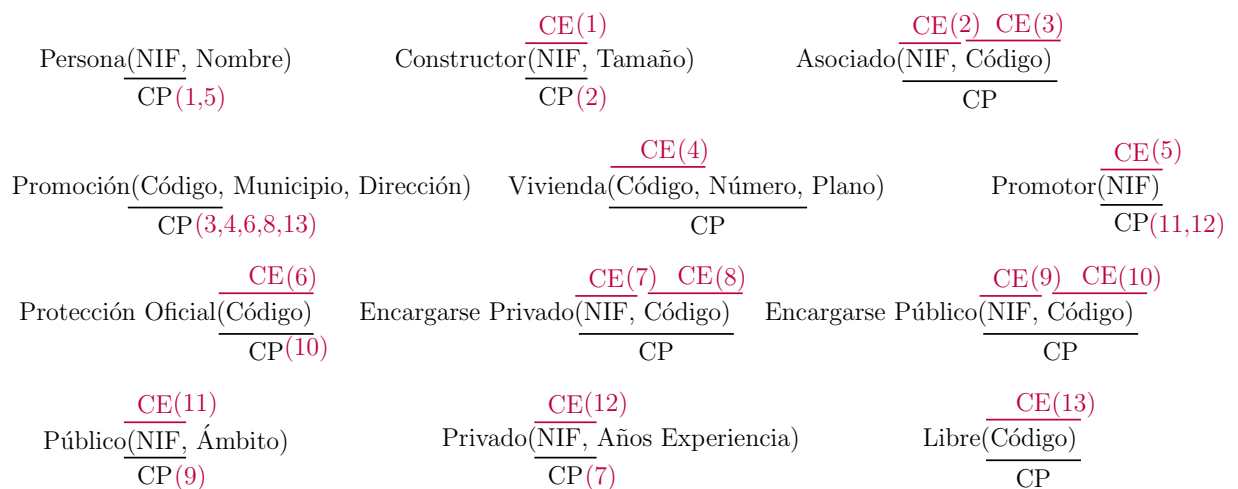 CE(1) CE(2) CE(3)
Persona(NIF, Nombre) Constructor(NIF, Tamaño) Asociado(NIF, Código)
CP(1,5) CP(2) CP
CE(4) CE(5)
Promoción(Código, Municipio, Dirección) Vivienda(Código, Número, Plano) Promotor(NIF)
CP(3,4,6,8,13) CP CP(11,12)
CE(6) CE(7) CE(8) CE(9) CE(10)
Protección Oficial(Código) Encargarse Privado(NIF, Código) Encargarse Público(NIF, Código)
CP(10) CP CP
CE(11) CE(12) CE(13)
Público(NIF, Ámbito) Privado(NIF, Años Experiencia) Libre(Código)
CP(9) CP(7) CP